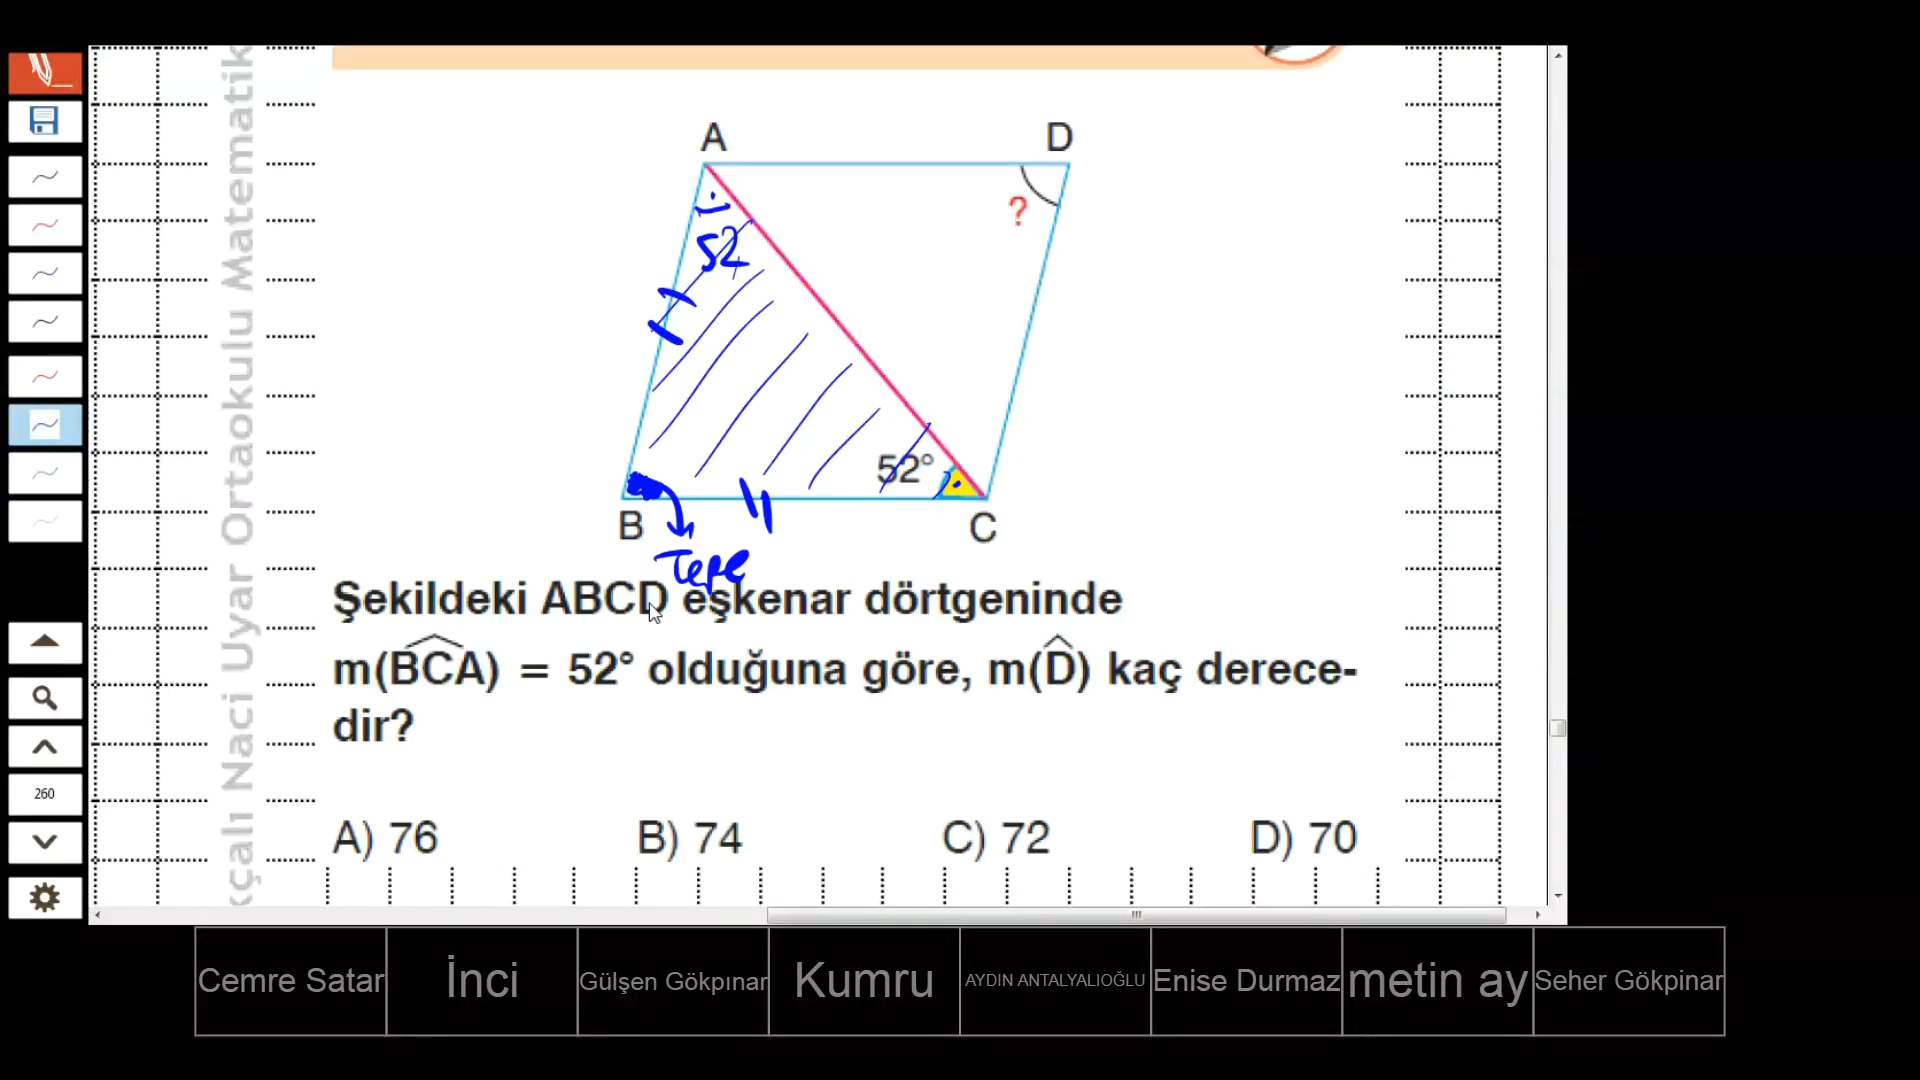 ççalı Naci Uyar Ortaokulu Matematik
A
D
?
52
52°
B
C
Tepe
Şekildeki ABCD eşkenar dörtgeninde
m(BCA) = 52° olduğuna göre, m(D) kaç derece-
dir?
A) 76 B) 74 C) 72 D) 70
260
Cemre Satar İnci Gülşen Gökpınar Kumru AYDIN ANTALYALIOĞLU Enise Durmaz metin ay Seher Gökpinar